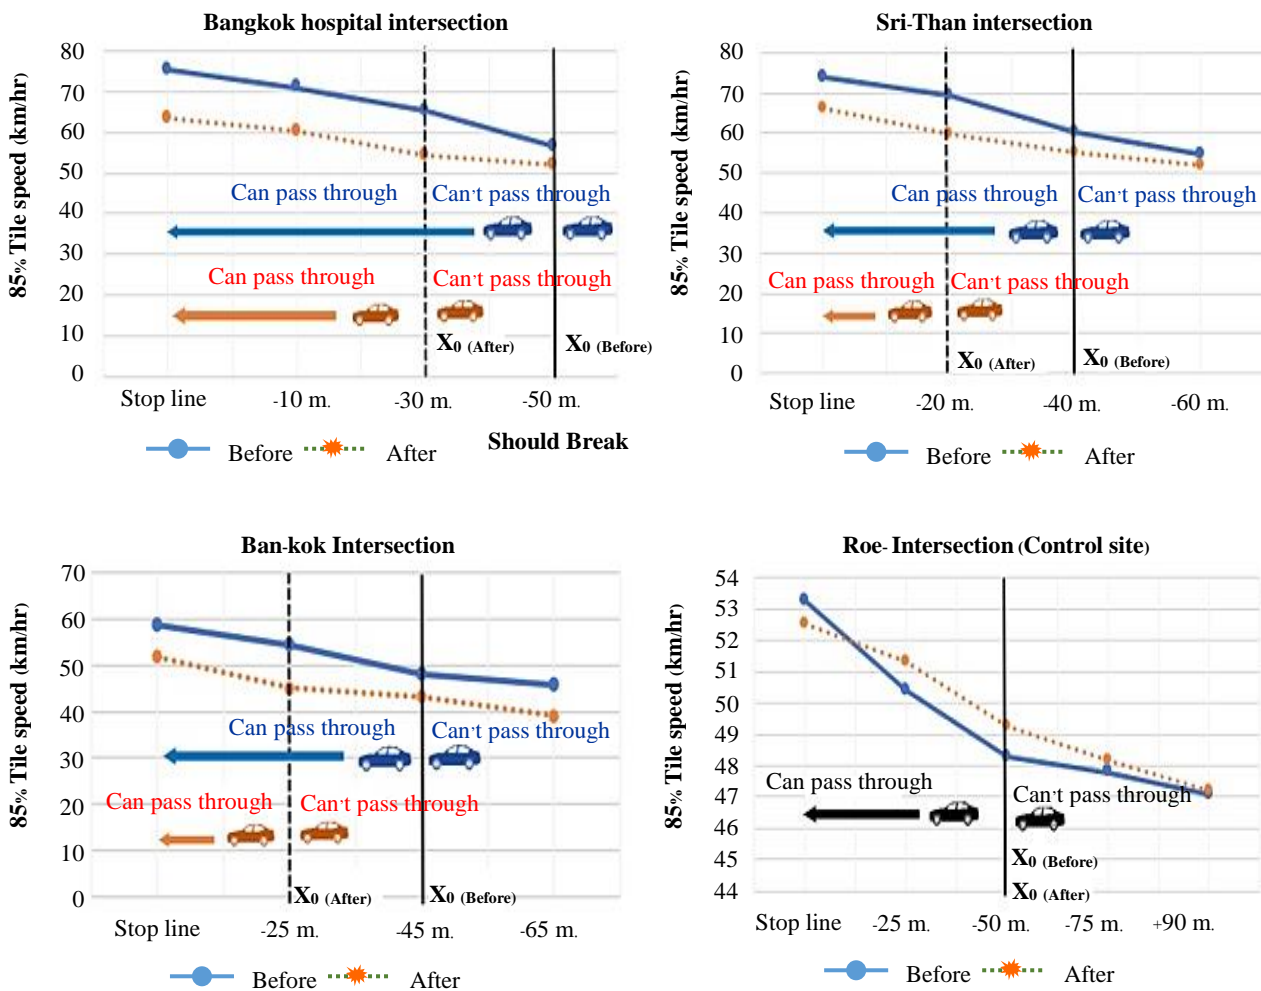 Bangkok hospital intersection
85% Tile speed (km/hr)
80
70
60
50
40
30
20
10
0
Can pass through
Can't pass through
Can pass through
Can't pass through
X0 (After)
X0 (Before)
Stop line
-10 m.
-30 m.
-50 m.
Should Break
Before
After
Sri-Than intersection
85% Tile speed (km/hr)
80
70
60
50
40
30
20
10
0
Can pass through
Can't pass through
Can pass through
Can't pass through
X0 (After)
X0 (Before)
Stop line
-20 m.
-40 m.
-60 m.
Before
After
Ban-kok Intersection
85% Tile speed (km/hr)
70
60
50
40
30
20
10
0
Can pass through
Can't pass through
Can pass through
Can't pass through
X0 (After)
X0 (Before)
Stop line
-25 m.
-45 m.
-65 m.
Before
After
Roe- Intersection (Control site)
85% Tile speed (km/hr)
54
53
52
51
50
49
48
47
46
45
44
Can pass through
Can't pass through
X0 (Before)
X0 (After)
Stop line
-25 m.
-50 m.
-75 m.
+90 m.
Before
After